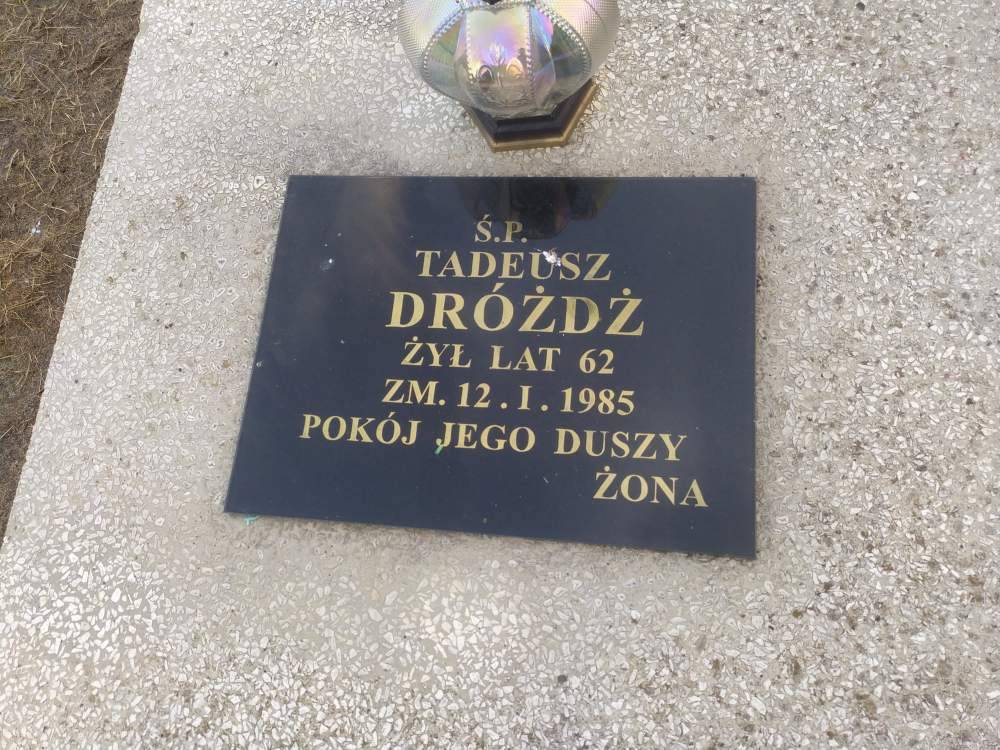 Ś.P.
TADEUSZ
DRÓŻDŻ
ŻYŁ LAT 62
ZM. 12. I. 1985
POKÓJ JEGO DUSZY
ŻONA